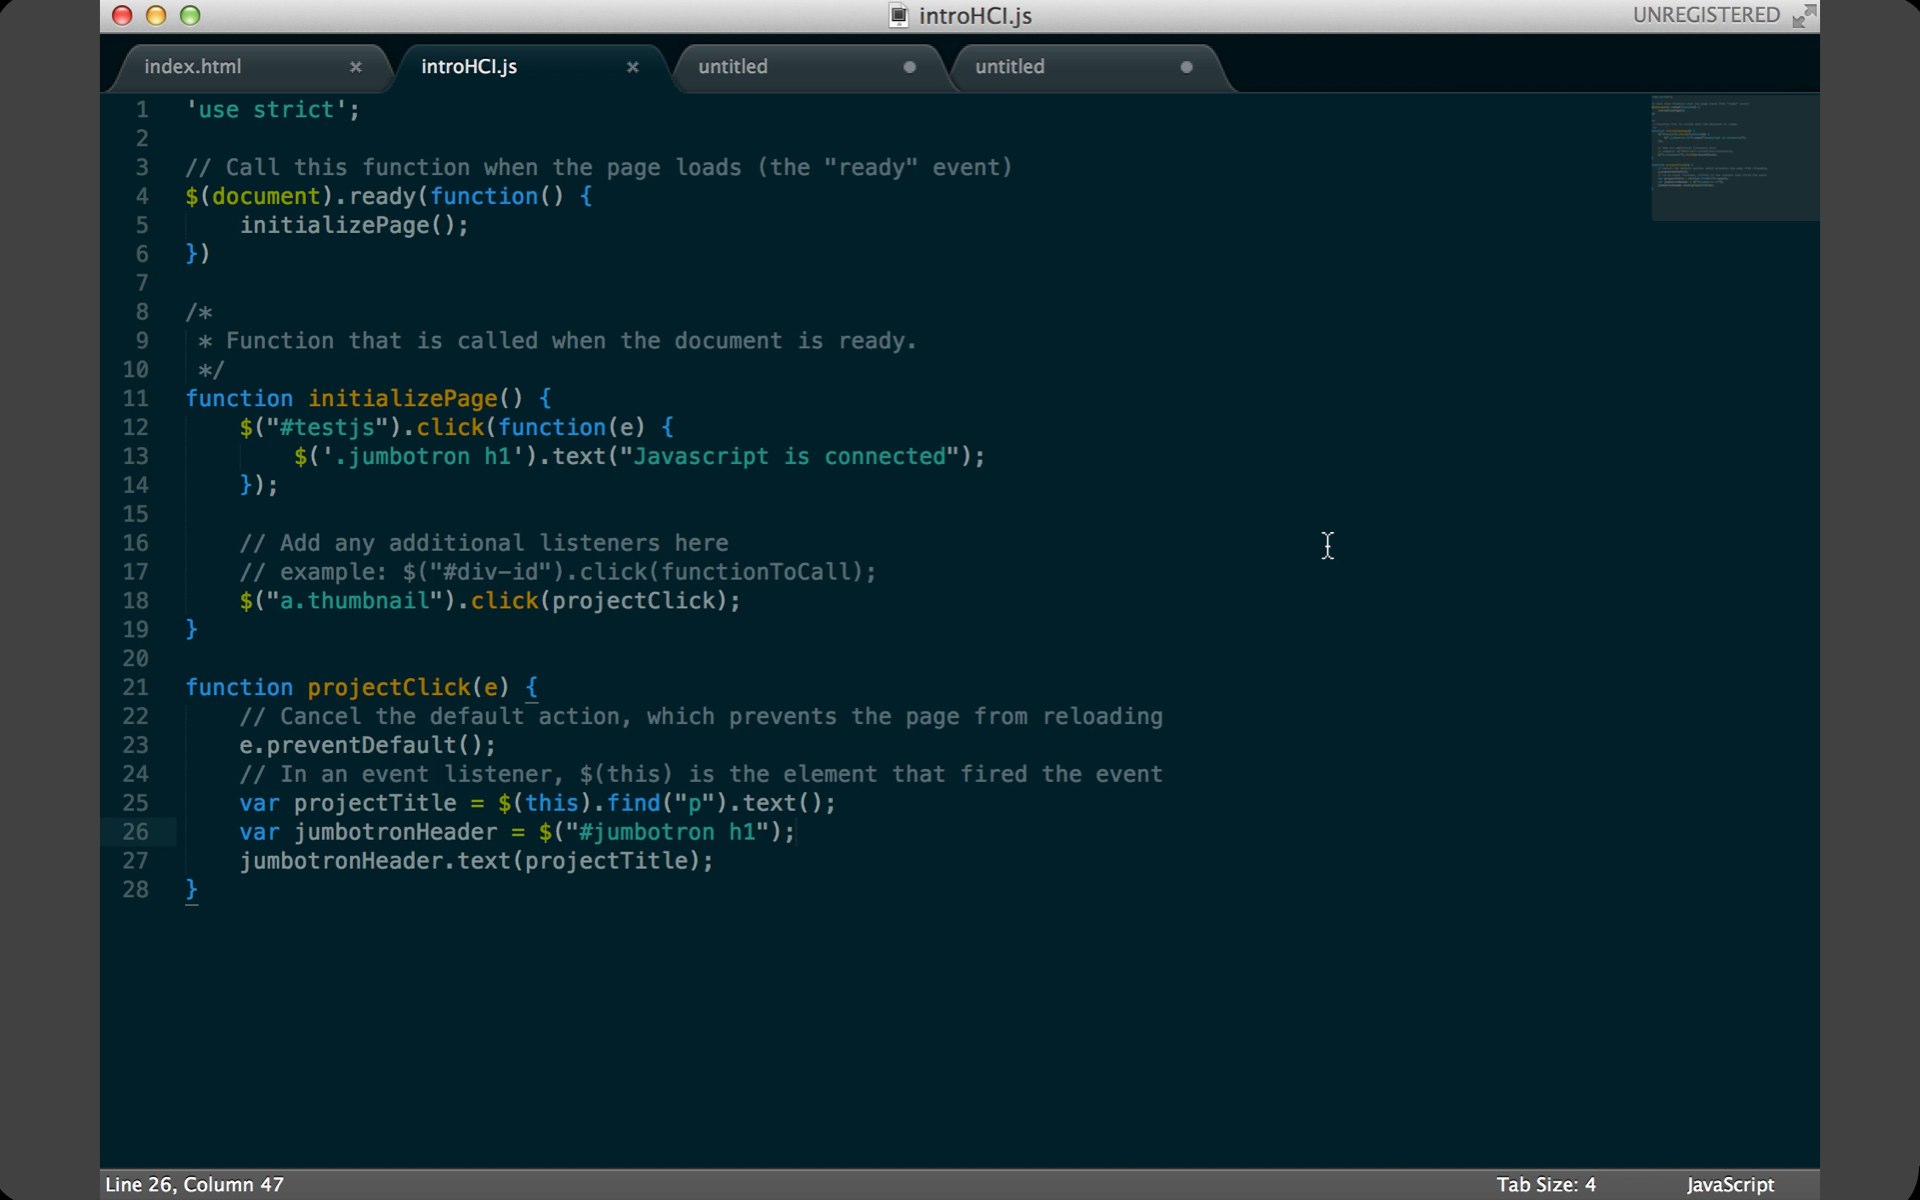 introHCI.js
UNREGISTERED
index.html
introHCI.js
untitled
untitled
1 'use strict';
2
3 // Call this function when the page loads (the "ready" event)
4 $(document).ready(function() {
5     initializePage();
6 })
7
8 /*
9  * Function that is called when the document is ready.
10  */
11 function initializePage() {
12     $("#testjs").click(function(e) {
13         $('.jumbotron h1').text("Javascript is connected");
14     });
15
16     // Add any additional listeners here
17     // example: $("#div-id").click(functionToCall);
18     $("a.thumbnail").click(projectClick);
19 }
20
21 function projectClick(e) {
22     // Cancel the default action, which prevents the page from reloading
23     e.preventDefault();
24     // In an event listener, $(this) is the element that fired the event
25     var projectTitle = $(this).find("p").text();
26     var jumbotronHeader = $("#jumbotron h1");
27     jumbotronHeader.text(projectTitle);
28 }
Line 26, Column 47
Tab Size: 4
JavaScript